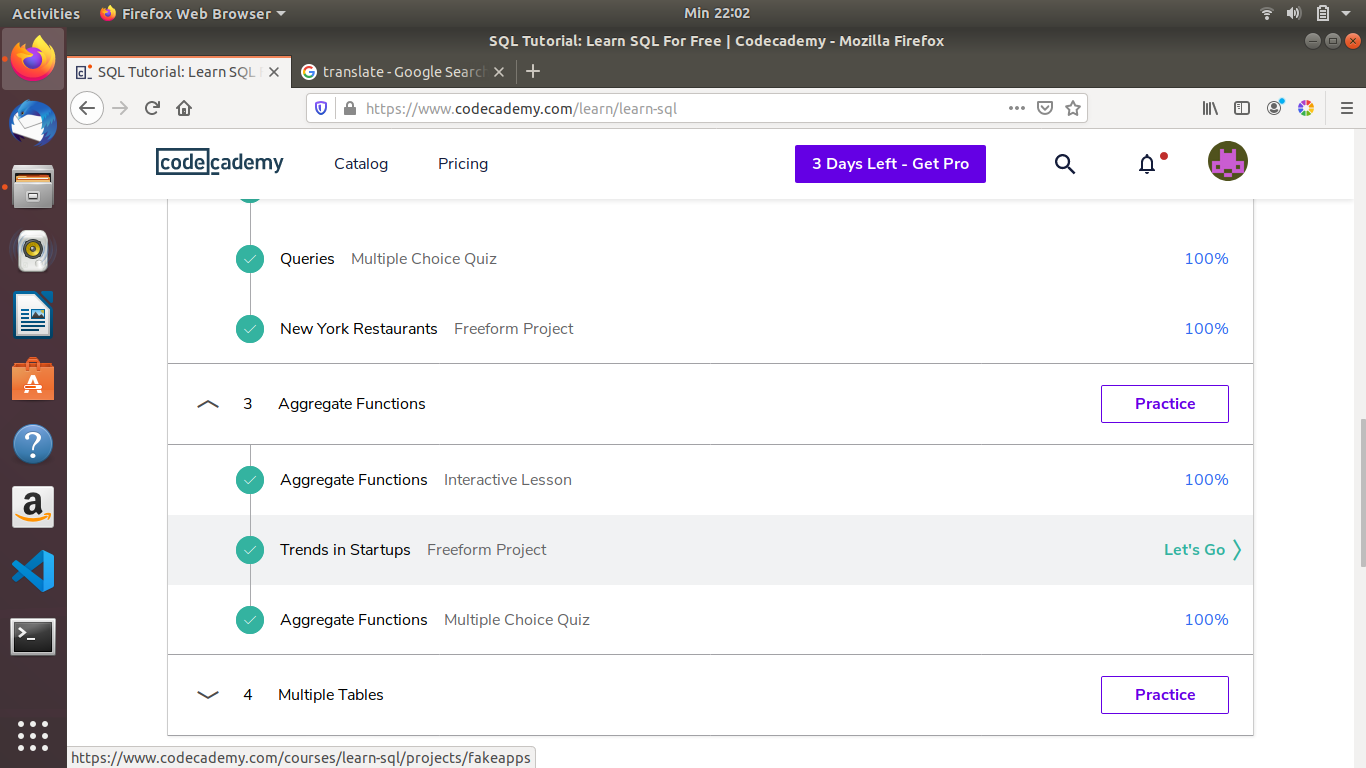 Activities Firefox Web Browser Min 22:02
SQL Tutorial: Learn SQL For Free | Codecademy - Mozilla Firefox
SQL Tutorial: Learn SQL translate - Google Search
https://www.codecademy.com/learn/learn-sql
codecademy Catalog Pricing 3 Days Left - Get Pro
Queries Multiple Choice Quiz 100%
New York Restaurants Freeform Project 100%
3 Aggregate Functions Practice
Aggregate Functions Interactive Lesson 100%
Trends in Startups Freeform Project Let's Go
Aggregate Functions Multiple Choice Quiz 100%
4 Multiple Tables Practice
https://www.codecademy.com/courses/learn-sql/projects/fakeapps